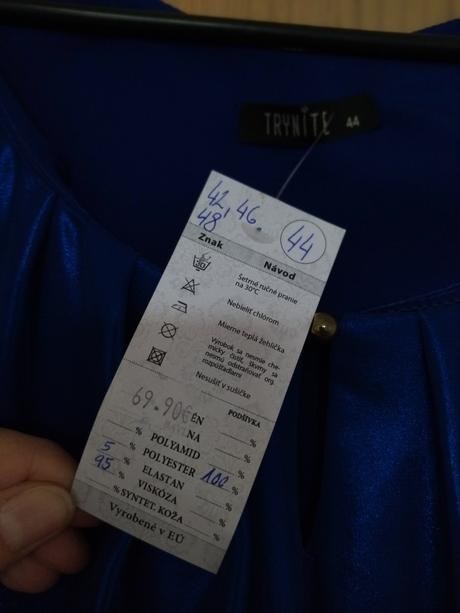 TRYNITE 44
42, 46
48
44
Znak Návod
30
Šetrné ručné pranie
na 30°C
Nebieliť chlórom
Mierne teplá žehlička
Výrobok sa nesmie che-
micky čistiť, škvrny sa
nesmú odstraňovať org.
rozpúšťadlami
Nesušiť v sušičke
69.90€ PODŠÍVKA
% POLYAMID %
% POLYESTER 100 %
5 % ELASTAN %
95 % VISKÓZA %
% SYNTET. KOŽA %
Vyrobené v EÚ